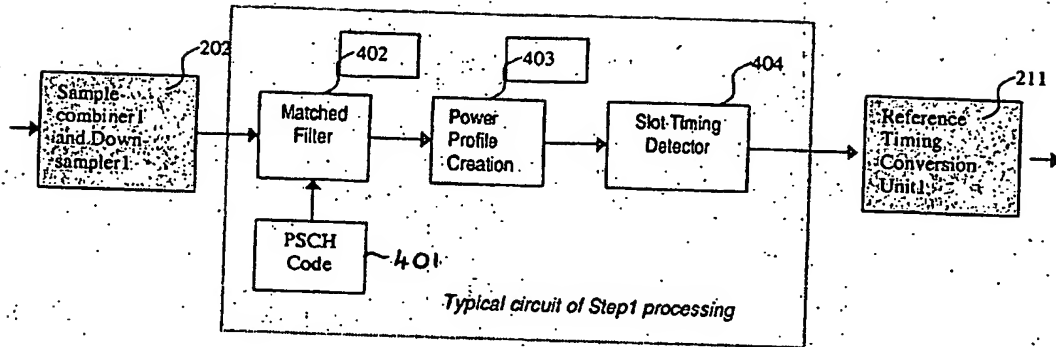 202
402
403
404
211
Sample
combiner1
and Down
sampler1
Matched
Filter
Power
Profile
Creation
Slot Timing
Detector
Reference
Timing
Conversion
Unit1
PSCH
Code
401
Typical circuit of Step1 processing